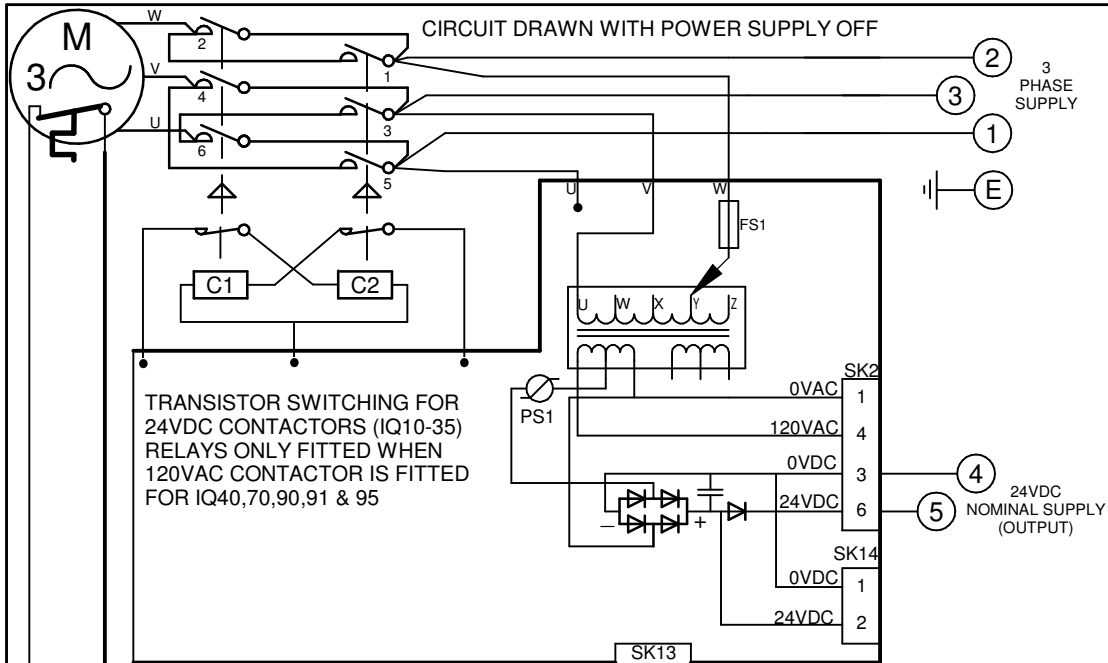 CIRCUIT DRAWN WITH POWER SUPPLY OFF
M
3
W
V
U
2
4
6
1
3
5
2
3
1
E
3
PHASE
SUPPLY
C1
C2
U
V
W
FS1
U
W
X
Y
Z
PS1
TRANSISTOR SWITCHING FOR
24VDC CONTACTORS (IQ10-35)
RELAYS ONLY FITTED WHEN
120VAC CONTACTOR IS FITTED
FOR IQ40,70,90,91 & 95
SK2
0VAC 1
120VAC 4
0VDC 3
24VDC 6
– +
4
5
24VDC
NOMINAL SUPPLY
(OUTPUT)
SK14
0VDC 1
24VDC 2
SK13